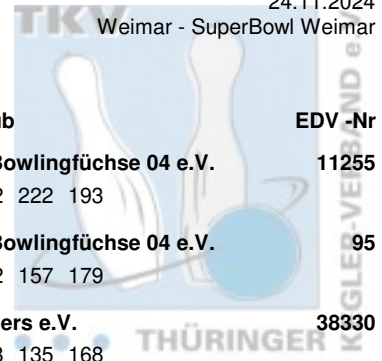 24.11.2024
Weimar - SuperBowl Weimar
TKV
ub EDV -Nr
Bowlingfüchse 04 e.V. 11255
2 222 193
Bowlingfüchse 04 e.V. 95
2 157 179
ers e.V. 38330
3 135 168
THÜRINGER
KEGLER-VERBAND e.V.